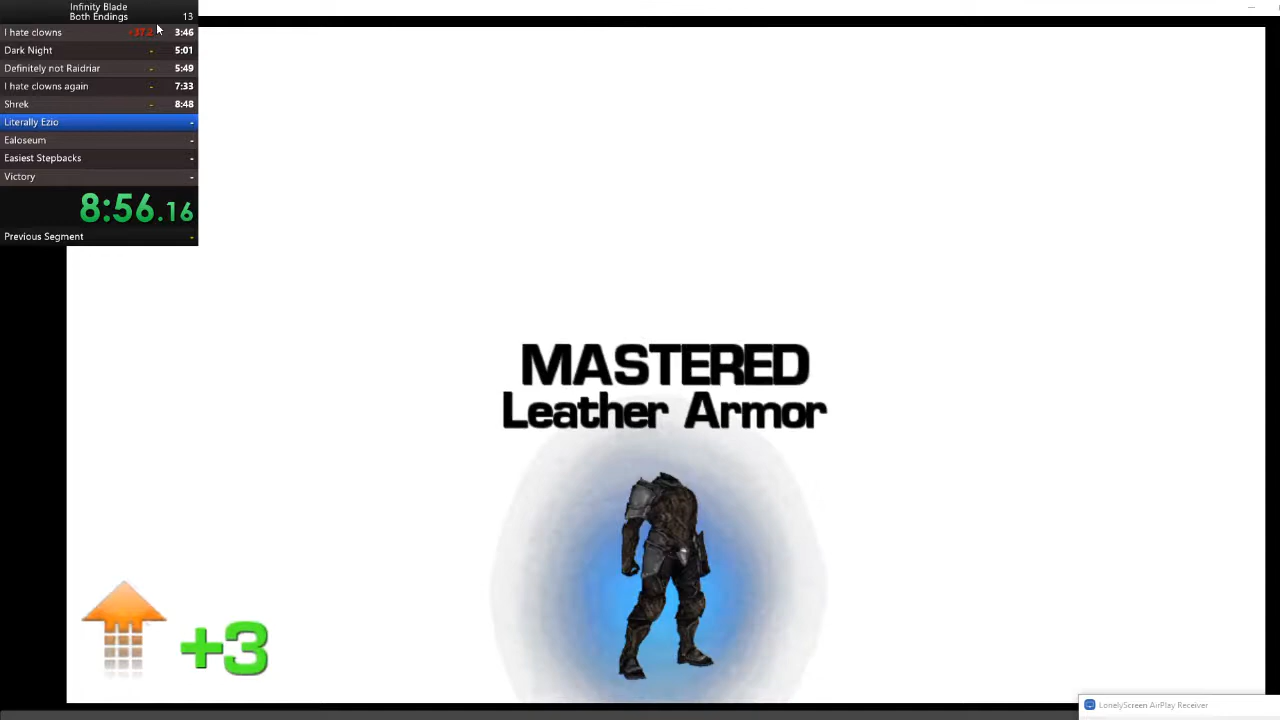 Infinity Blade
Both Endings 13
I hate clowns +37.2 3:46
Dark Night - 5:01
Definitely not Raidriar - 5:49
I hate clowns again - 7:33
Shrek - 8:48
Literally Ezio -
Ealoseum -
Easiest Stepbacks -
Victory -
8:56.16
Previous Segment -
MASTERED
Leather Armor
+3
LonelyScreen AirPlay Receiver